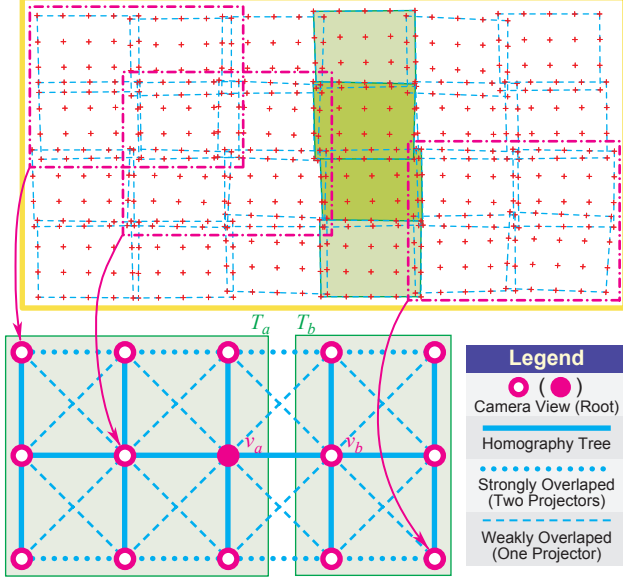 T_a T_b
v_a v_b
Legend
( )
Camera View (Root)
Homography Tree
Strongly Overlaped
(Two Projectors)
Weakly Overlaped
(One Projector)